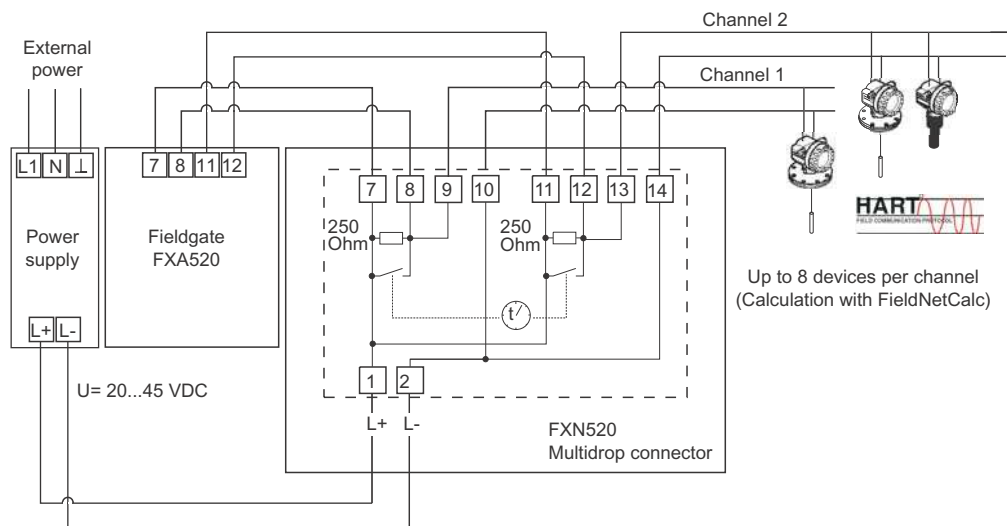 Channel 2
External
power
Channel 1
L1 N ⊥
7 8 11 12
7 8 9 10 11 12 13 14
250
Ohm
250
Ohm
HART
FIELD COMMUNICATION PROTOCOL
Power
supply
Fieldgate
FXA520
Up to 8 devices per channel
(Calculation with FieldNetCalc)
t/
L+ L-
1 2
U= 20...45 VDC
L+ L-
FXN520
Multidrop connector